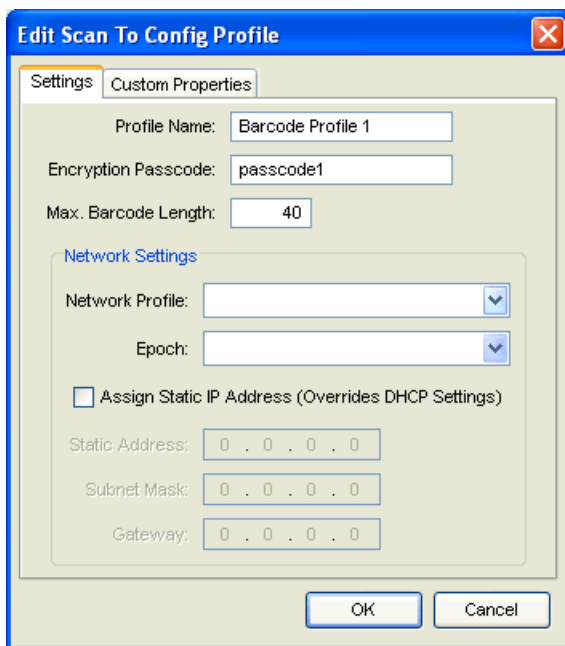 Edit Scan To Config Profile
Settings Custom Properties
Profile Name: Barcode Profile 1
Encryption Passcode: passcode1
Max. Barcode Length: 40
Network Settings
Network Profile:
Epoch:
Assign Static IP Address (Overrides DHCP Settings)
Static Address: 0 . 0 . 0 . 0
Subnet Mask: 0 . 0 . 0 . 0
Gateway: 0 . 0 . 0 . 0
OK Cancel